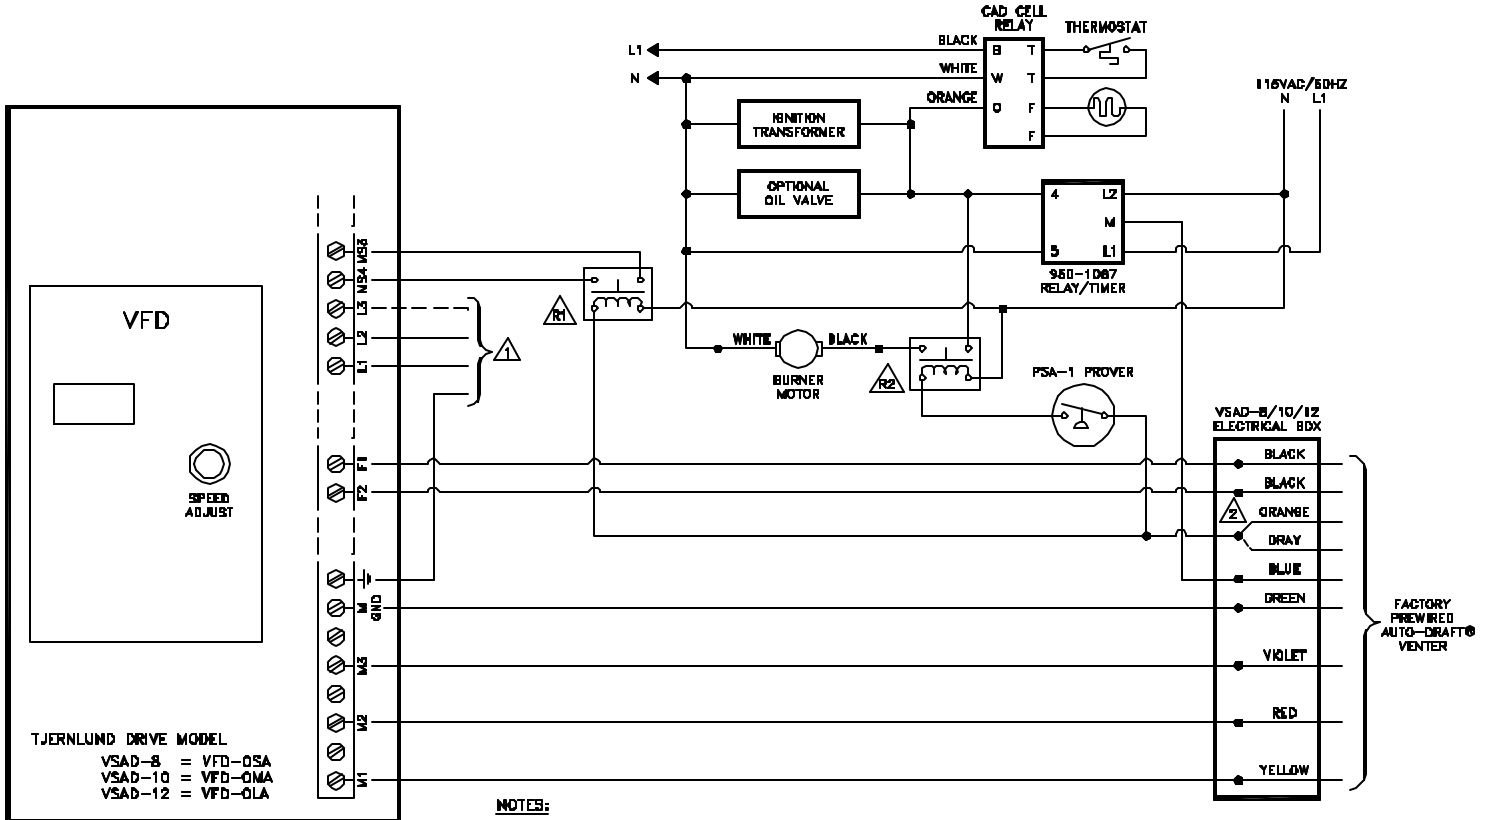 CAD CELL
RELAY
THERMOSTAT
L1
BLACK
B
T
N
WHITE
W
T
ORANGE
O
F
F
115VAC/60HZ
N
L1
IGNITION
TRANSFORMER
OPTIONAL
OIL VALVE
4
L2
M
5
L1
950-1067
RELAY/TIMER
VFD
L3
L2
L1
R1
1
WHITE
BLACK
BURNER
MOTOR
R2
PSA-1 PROVER
SPEED
ADJUST
F1
F2
VSAD-8/10/12
ELECTRICAL BOX
BLACK
BLACK
2
ORANGE
GRAY
BLUE
GREEN
VIOLET
RED
YELLOW
M
GND
M3
M2
M1
FACTORY
PREWIRED
AUTO-DRAFT®
VENTER
TJERNLUND DRIVE MODEL
VSAD-8 = VFD-OSA
VSAD-10 = VFD-OMA
VSAD-12 = VFD-OLA
NOTES: